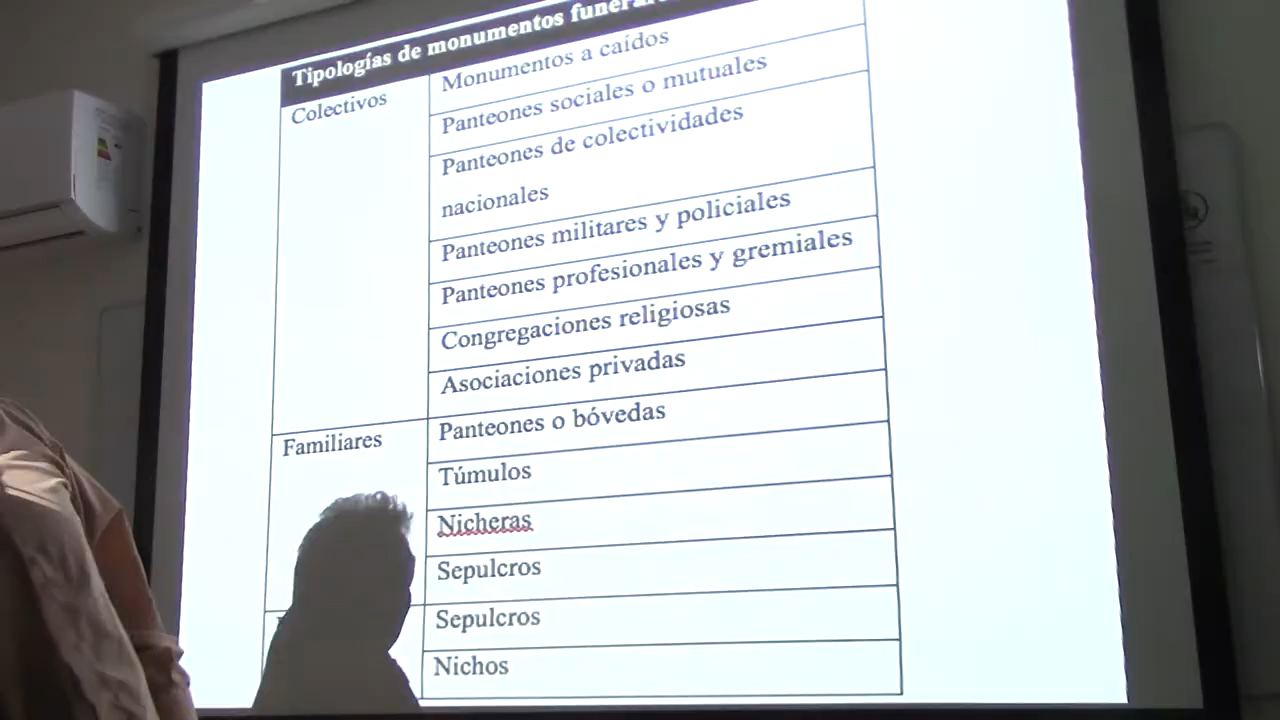 Tipologías de monumentos
Colectivos
Monumentos a caídos
Panteones sociales o mutuales
Panteones de colectividades
nacionales
Panteones militares y policiales
Panteones profesionales y gremiales
Congregaciones religiosas
Asociaciones privadas
Familiares
Panteones o bóvedas
Túmulos
Nicheras
Sepulcros
Sepulcros
Nichos